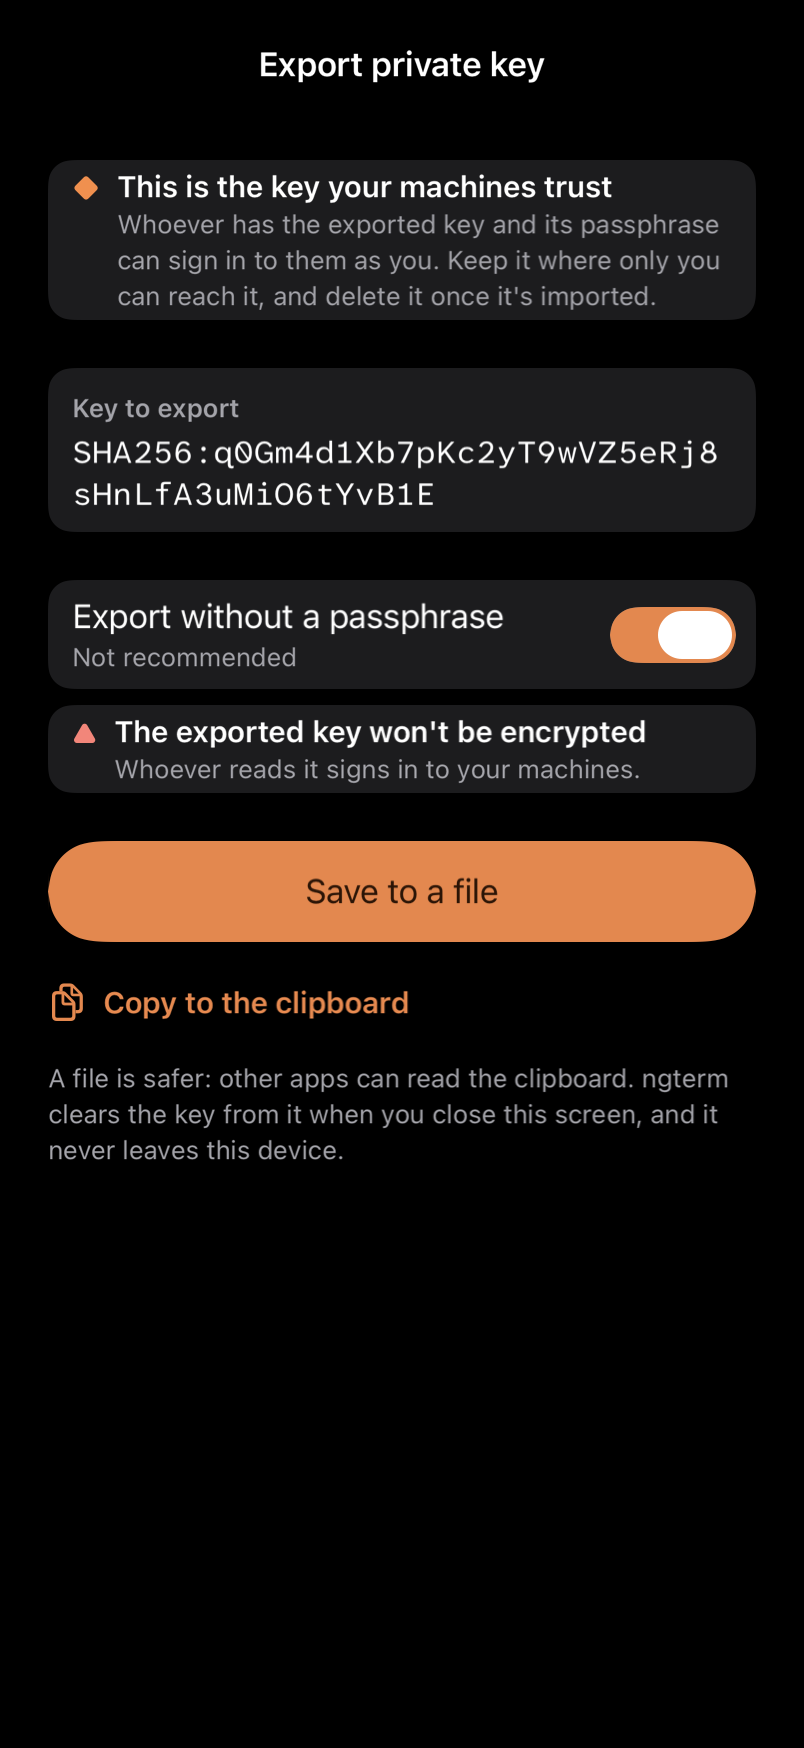 Export private key
This is the key your machines trust
Whoever has the exported key and its passphrase
can sign in to them as you. Keep it where only you
can reach it, and delete it once it's imported.
Key to export
SHA256:q0Gm4d1Xb7pKc2yT9wVZ5eRj8
sHnLfA3uMiO6tYvB1E
Export without a passphrase
Not recommended
The exported key won't be encrypted
Whoever reads it signs in to your machines.
Save to a file
Copy to the clipboard
A file is safer: other apps can read the clipboard. ngterm
clears the key from it when you close this screen, and it
never leaves this device.